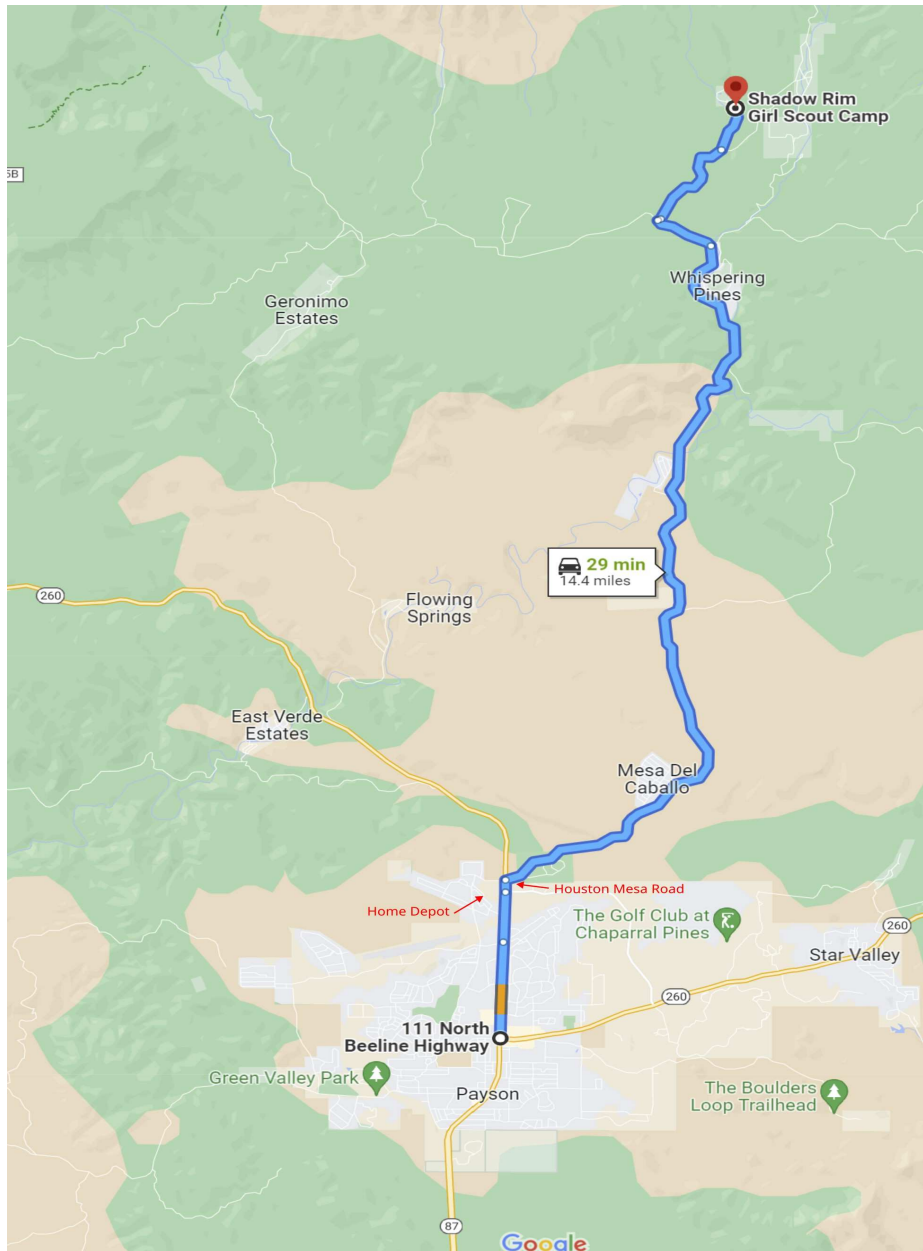 Shadow Rim
Girl Scout Camp
5B
Whispering
Pines
Geronimo
Estates
29 min
14.4 miles
260
Flowing
Springs
East Verde
Estates
Mesa Del
Caballo
Houston Mesa Road
Home Depot
The Golf Club at
Chaparral Pines
260
Star Valley
260
111 North
Beeline Highway
Green Valley Park
Payson
The Boulders
Loop Trailhead
87
Google